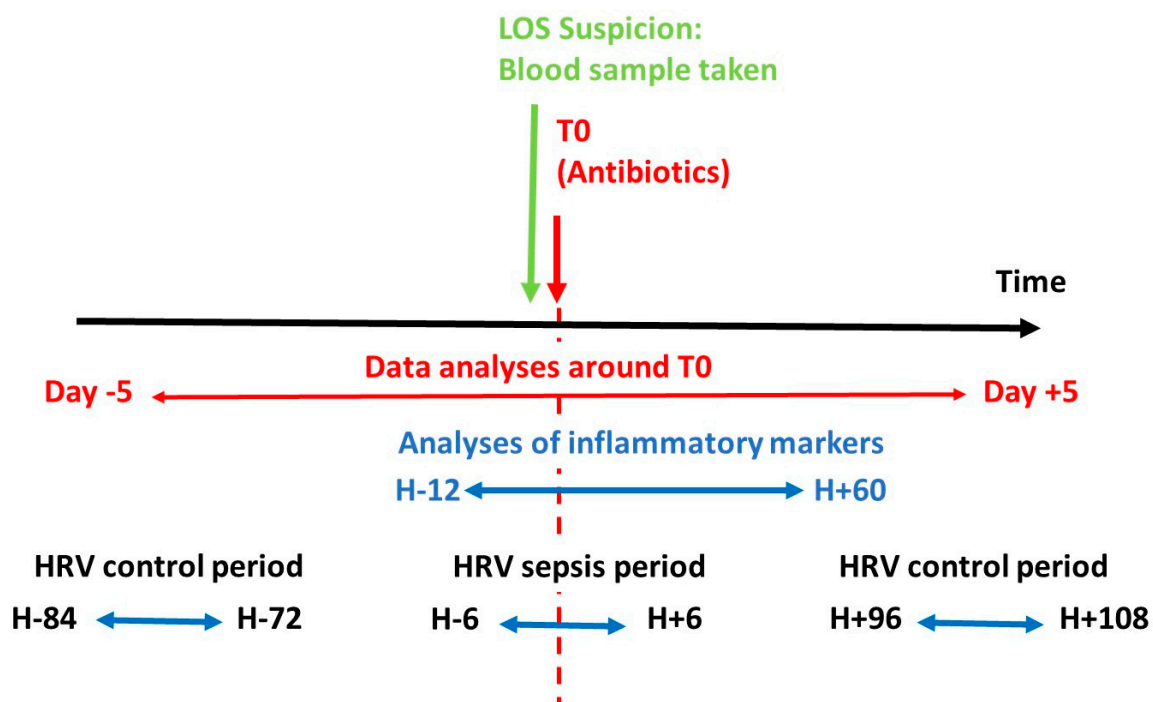 LOS Suspicion:
Blood sample taken
T0
(Antibiotics)
Time
Data analyses around T0
Day -5
Day +5
Analyses of inflammatory markers
H-12
H+60
HRV control period
HRV sepsis period
HRV control period
H-84
H-72
H-6
H+6
H+96
H+108